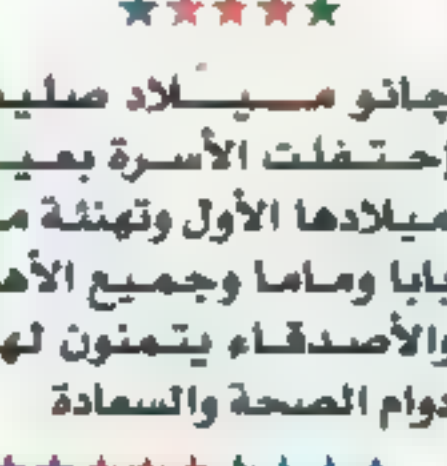 چانو ميلاد صليب
إحتفلت الأسرة بعيد
ميلادها الأول وتهنئة من
بابا وماما وجميع الأهل
والأصدقاء يتمنون لها
دوام الصحة والسعادة